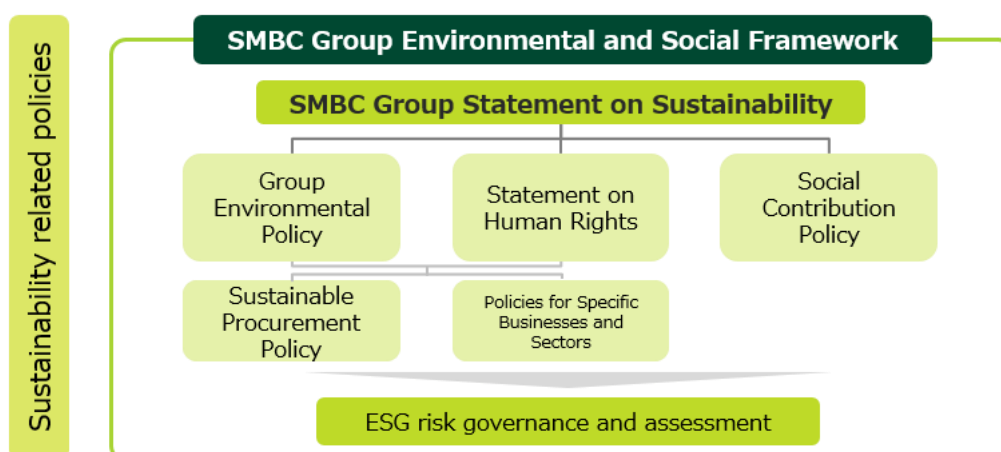 Sustainability related policies
SMBC Group Environmental and Social Framework
SMBC Group Statement on Sustainability
Group
Environmental
Policy
Statement on
Human Rights
Social
Contribution
Policy
Sustainable
Procurement
Policy
Policies for Specific
Businesses and
Sectors
ESG risk governance and assessment